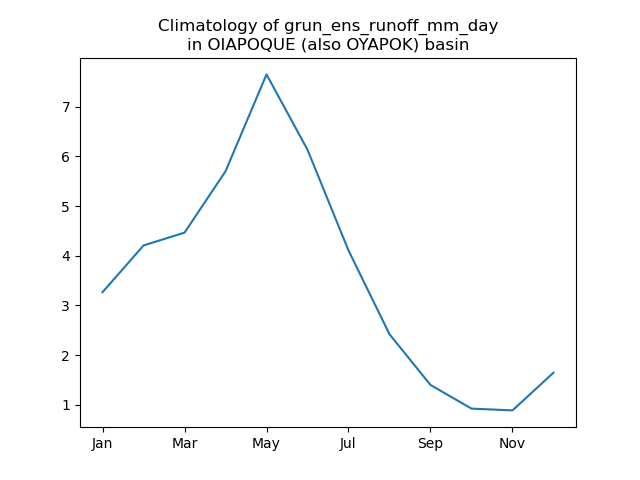 Climatology of grun_ens_runoff_mm_day
in OIAPOQUE (also OYAPOK) basin
7
6
5
4
3
2
1
Jan Mar May Jul Sep Nov